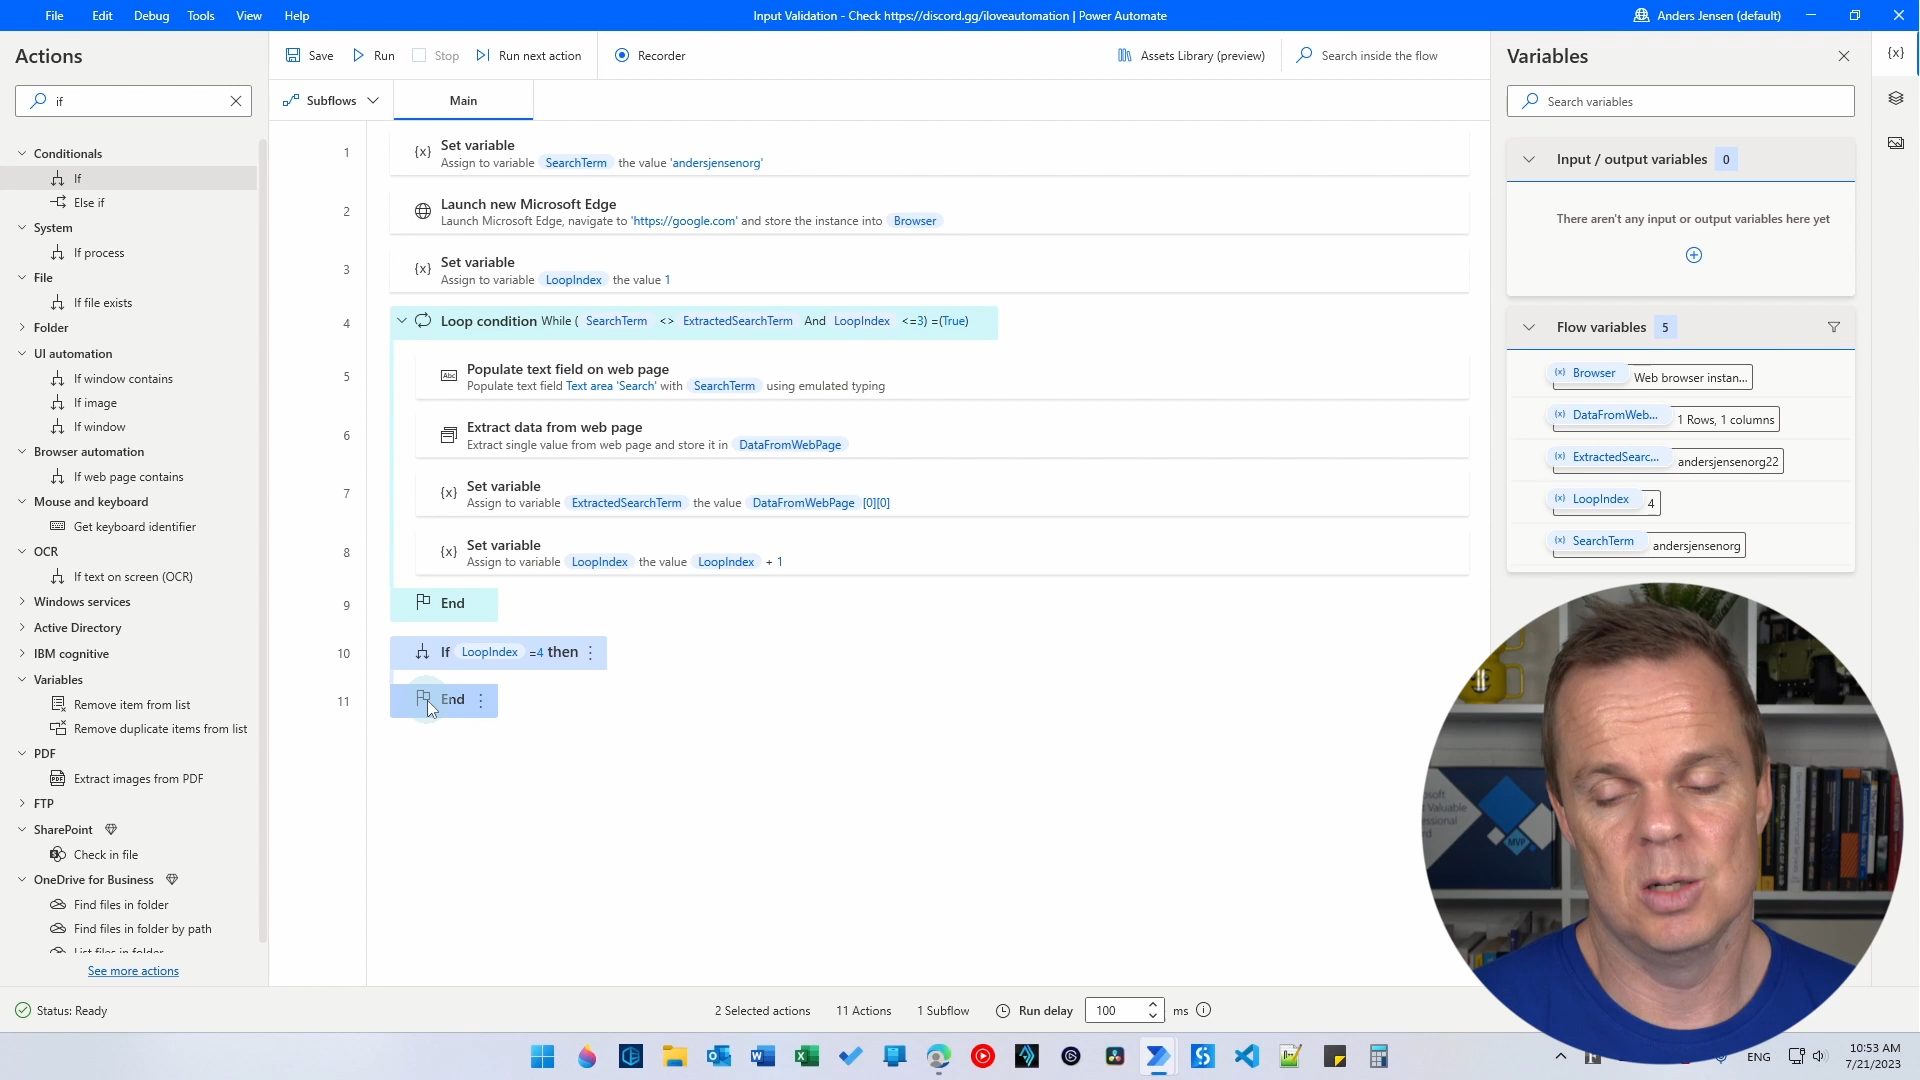 File Edit Debug Tools View Help
Input Validation - Check https://discord.gg/iloveautomation | Power Automate
Anders Jensen (default)
Actions
if
Conditionals
If
Else if
System
If process
File
If file exists
Folder
UI automation
If window contains
If image
If window
Browser automation
If web page contains
Mouse and keyboard
Get keyboard identifier
OCR
If text on screen (OCR)
Windows services
Active Directory
IBM cognitive
Variables
Remove item from list
Remove duplicate items from list
PDF
Extract images from PDF
FTP
SharePoint
Check in file
OneDrive for Business
Find files in folder
Find files in folder by path
List files in folder
See more actions
Save Run Stop Run next action Recorder
Assets Library (preview) Search inside the flow
Subflows Main
1 Set variable
Assign to variable SearchTerm the value 'andersjensenorg'
2 Launch new Microsoft Edge
Launch Microsoft Edge, navigate to 'https://google.com' and store the instance into Browser
3 {x} Set variable
Assign to variable LoopIndex the value 1
4 Loop condition While ( SearchTerm <> ExtractedSearchTerm And LoopIndex <=3) =(True)
5 Abc Populate text field on web page
Populate text field Text area 'Search' with SearchTerm using emulated typing
6 Extract data from web page
Extract single value from web page and store it in DataFromWebPage
7 {x} Set variable
Assign to variable ExtractedSearchTerm the value DataFromWebPage [0][0]
8 {x} Set variable
Assign to variable LoopIndex the value LoopIndex + 1
9 End
10 If LoopIndex =4 then
11 End
Variables
{x}
Search variables
Input / output variables 0
There aren't any input or output variables here yet
Flow variables 5
(x) Browser Web browser instan...
(x) DataFromWeb... 1 Rows, 1 columns
(x) ExtractedSearc... andersjensenorg22
(x) LoopIndex 4
(x) SearchTerm andersjensenorg
MVP
Status: Ready
2 Selected actions 11 Actions 1 Subflow Run delay 100 ms
ENG
10:53 AM
7/21/2023